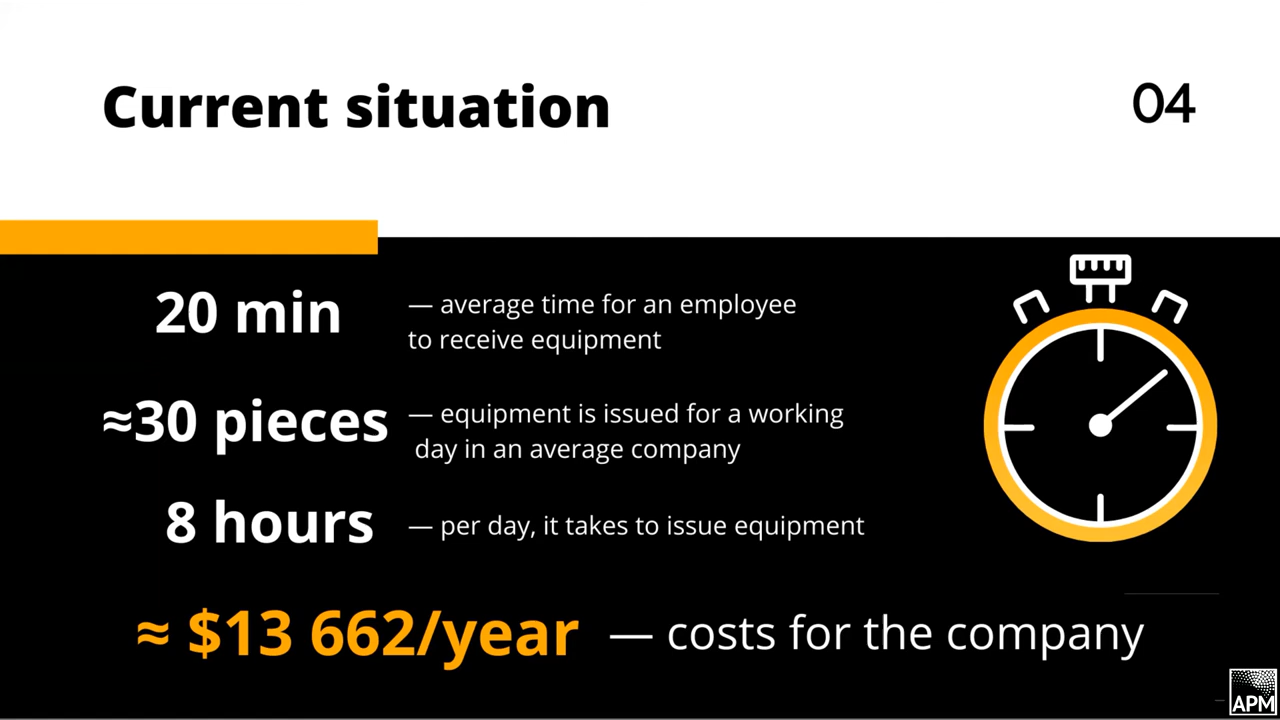 Current situation
04
20 min
— average time for an employee
to receive equipment
≈30 pieces
— equipment is issued for a working
day in an average company
8 hours
— per day, it takes to issue equipment
≈ $13 662/year — costs for the company
APM